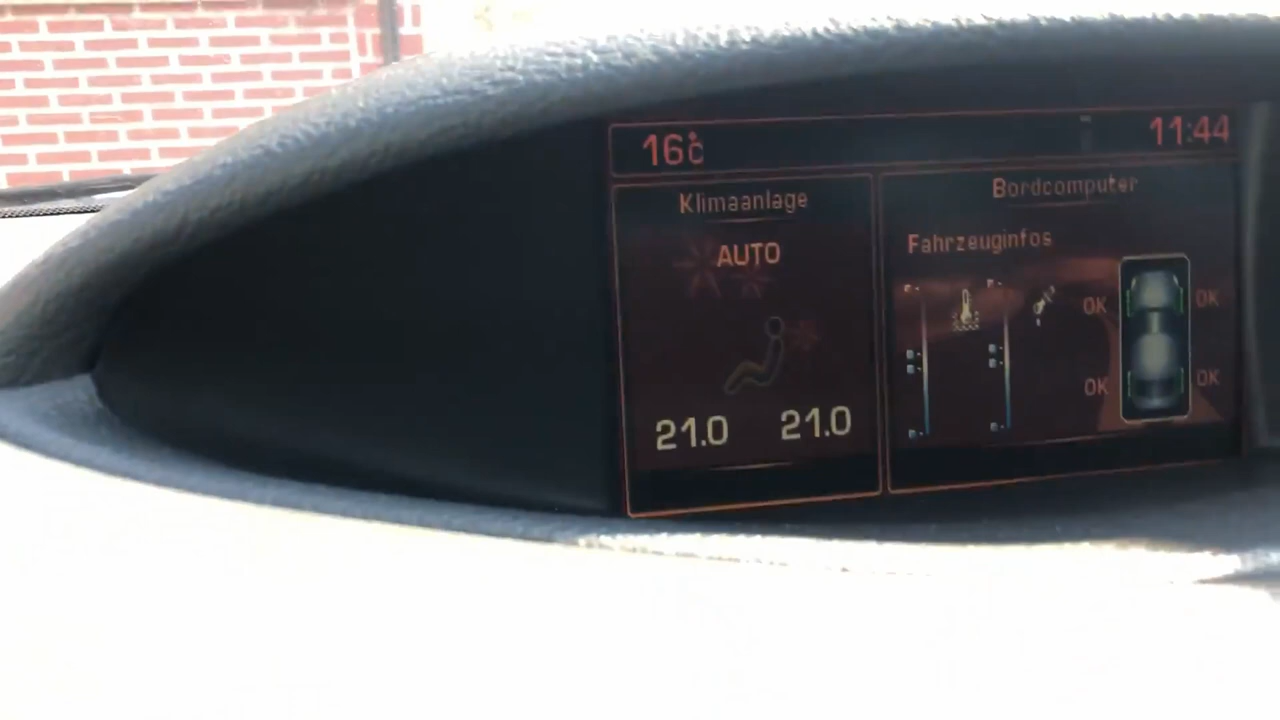 16°C
11:44
Klimaanlage
AUTO
21.0 21.0
Bordcomputer
Fahrzeuginfos
OK OK
OK OK